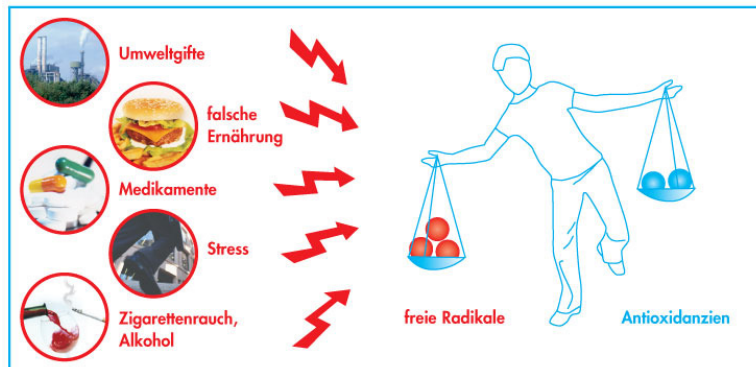 Umweltgifte
falsche
Ernährung
Medikamente
Stress
Zigarettenrauch,
Alkohol
freie Radikale
Antioxidanzien